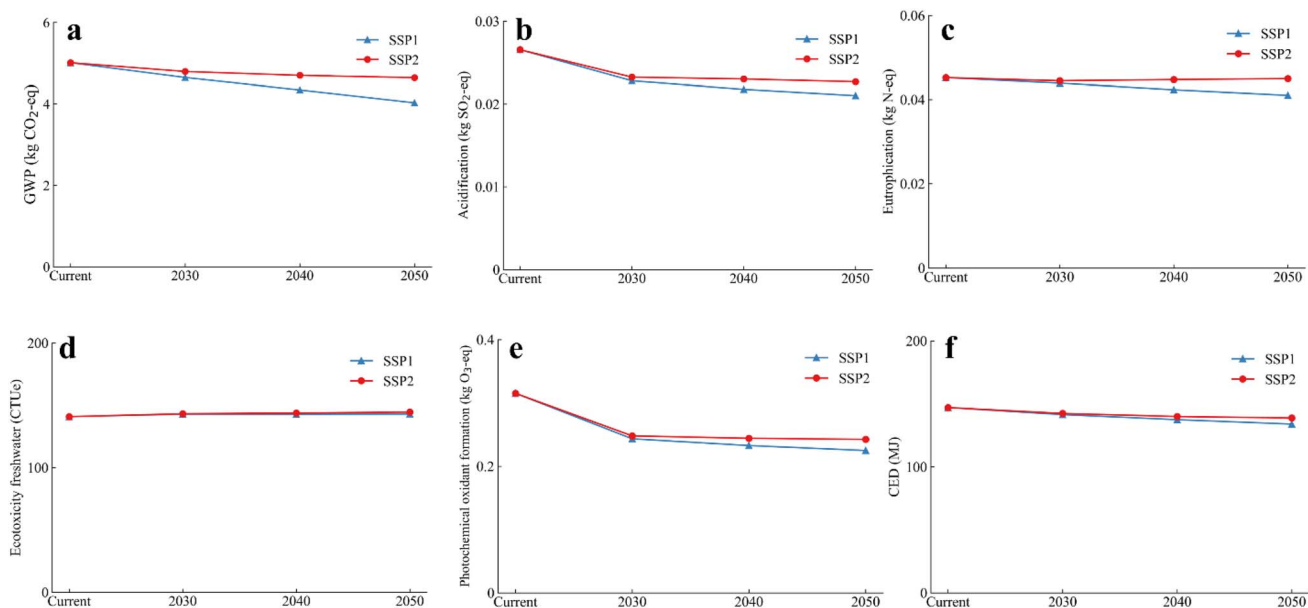 a
SSP1
SSP2
GWP (kg CO₂-eq)
6
4
2
0
Current
2030
2040
2050
b
SSP1
SSP2
Acidification (kg SO₂-eq)
0.03
0.02
0.01
0
Current
2030
2040
2050
c
SSP1
SSP2
Eutrophication (kg N-eq)
0.06
0.04
0.02
0
Current
2030
2040
2050
d
SSP1
SSP2
Ecotoxicity freshwater (CTUe)
200
100
0
Current
2030
2040
2050
e
SSP1
SSP2
Photochemical oxidant formation (kg O₃-eq)
0.4
0.2
0
Current
2030
2040
2050
f
SSP1
SSP2
CED (MJ)
200
100
0
Current
2030
2040
2050